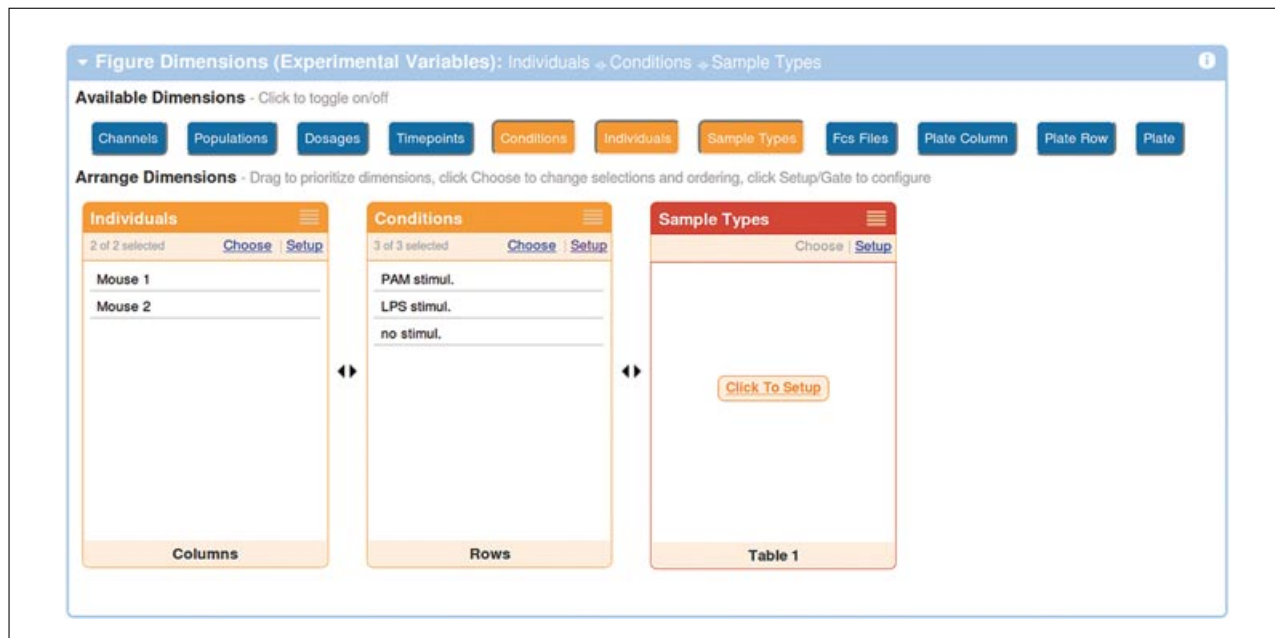 Figure Dimensions (Experimental Variables): Individuals Conditions Sample Types
Available Dimensions - Click to toggle on/off
Channels Populations Dosages Timepoints Conditions Individuals Sample Types Fcs Files Plate Column Plate Row Plate
Arrange Dimensions - Drag to prioritize dimensions, click Choose to change selections and ordering, click Setup/Gate to configure
Individuals
2 of 2 selected Choose | Setup
Mouse 1
Mouse 2
Columns
Conditions
3 of 3 selected Choose | Setup
PAM stimul.
LPS stimul.
no stimul.
Rows
Sample Types
Choose | Setup
Click To Setup
Table 1